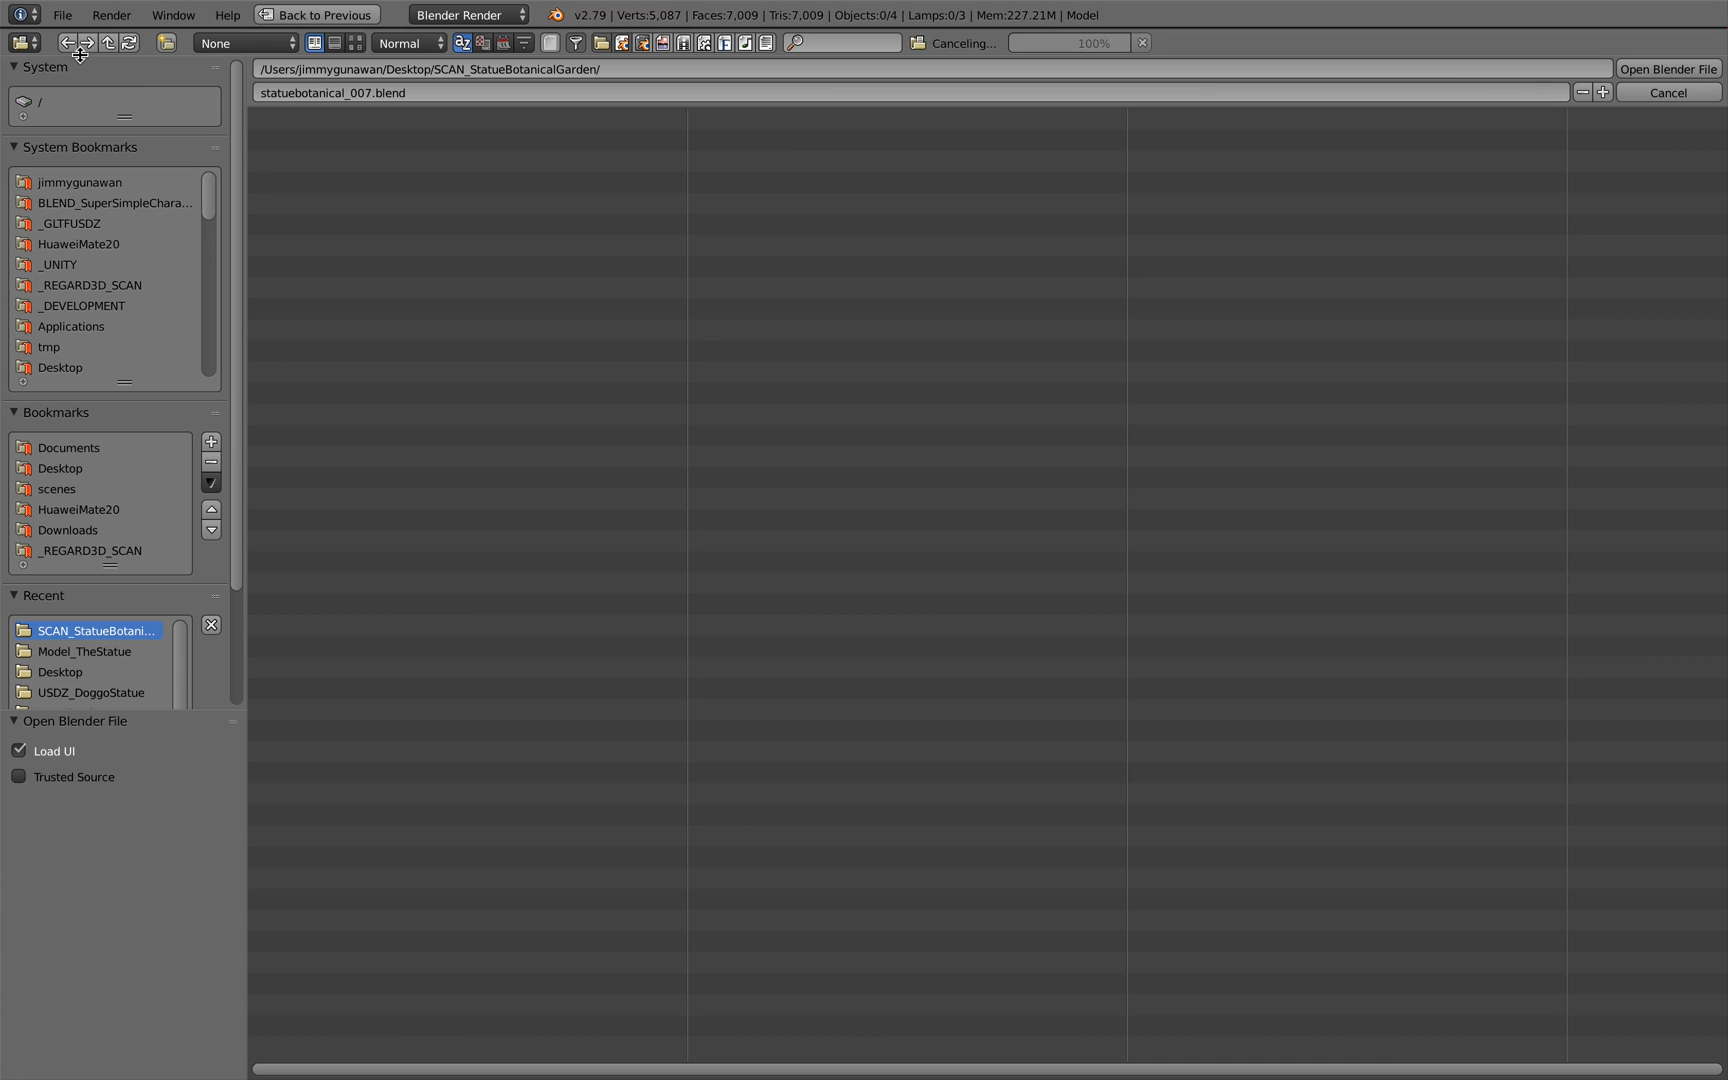 File Render Window Help Back to Previous Blender Render v2.79 | Verts:5,087 | Faces:7,009 | Tris:7,009 | Objects:0/4 | Lamps:0/3 | Mem:227.21M | Model
None Normal Canceling... 100%
System
/Users/jimmygunawan/Desktop/SCAN_StatueBotanicalGarden/ Open Blender File
statuebotanical_007.blend Cancel
/
System Bookmarks
jimmygunawan
BLEND_SuperSimpleChara...
_GLTFUSDZ
HuaweiMate20
_UNITY
_REGARD3D_SCAN
_DEVELOPMENT
Applications
tmp
Desktop
Bookmarks
Documents
Desktop
scenes
HuaweiMate20
Downloads
_REGARD3D_SCAN
Recent
SCAN_StatueBotani...
Model_TheStatue
Desktop
USDZ_DoggoStatue
Open Blender File
Load UI
Trusted Source